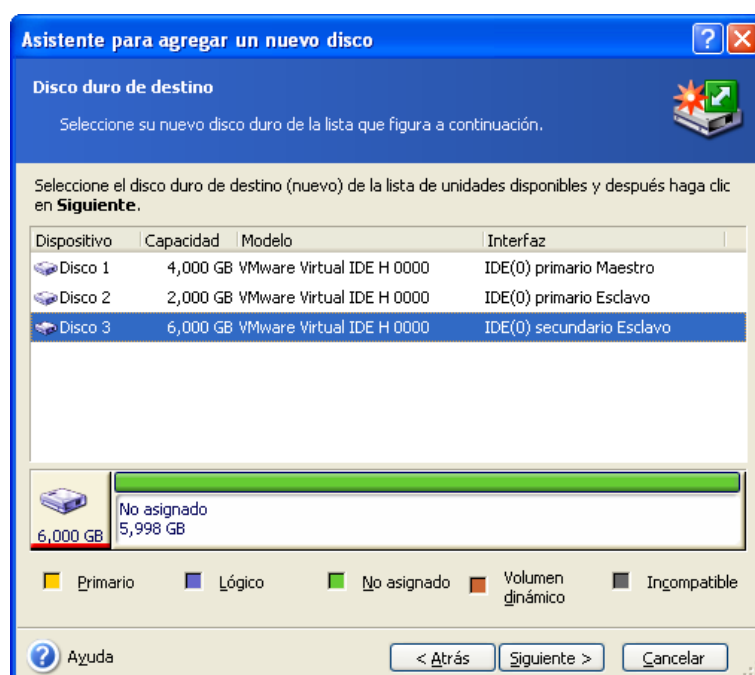 Asistente para agregar un nuevo disco
Disco duro de destino
Seleccione su nuevo disco duro de la lista que figura a continuación.
Seleccione el disco duro de destino (nuevo) de la lista de unidades disponibles y después haga clic
en Siguiente.
Dispositivo Capacidad Modelo Interfaz
Disco 1 4,000 GB VMware Virtual IDE H 0000 IDE(0) primario Maestro
Disco 2 2,000 GB VMware Virtual IDE H 0000 IDE(0) primario Esclavo
Disco 3 6,000 GB VMware Virtual IDE H 0000 IDE(0) secundario Esclavo
No asignado
6,000 GB 5,998 GB
Primario Lógico No asignado Volumen dinámico Incompatible
Ayuda < Atrás Siguiente > Cancelar